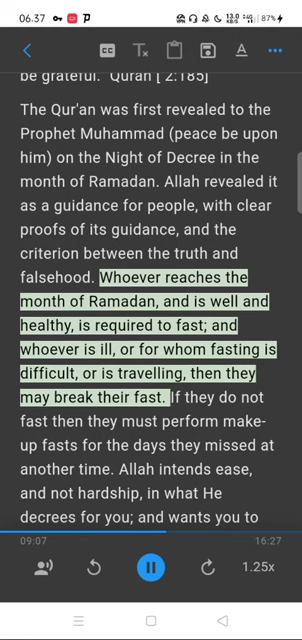 06.37
13.0 KB/S
87%
CC
be grateful." Quran [ 2:185]
The Qur'an was first revealed to the
Prophet Muhammad (peace be upon
him) on the Night of Decree in the
month of Ramadan. Allah revealed it
as a guidance for people, with clear
proofs of its guidance, and the
criterion between the truth and
falsehood. Whoever reaches the
month of Ramadan, and is well and
healthy, is required to fast; and
whoever is ill, or for whom fasting is
difficult, or is travelling, then they
may break their fast. If they do not
fast then they must perform make-
up fasts for the days they missed at
another time. Allah intends ease,
and not hardship, in what He
decrees for you; and wants you to
09:07
16:27
1.25x